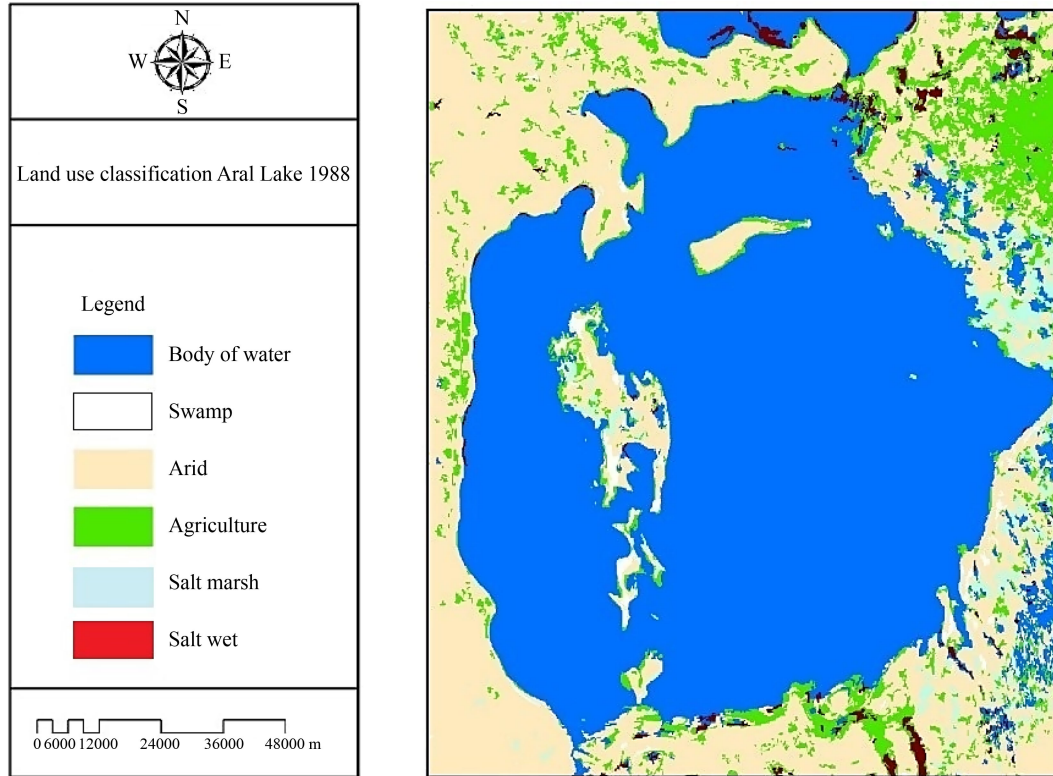 N
W E
S
Land use classification Aral Lake 1988
Legend
Body of water
Swamp
Arid
Agriculture
Salt marsh
Salt wet
0 6000 12000 24000 36000 48000 m